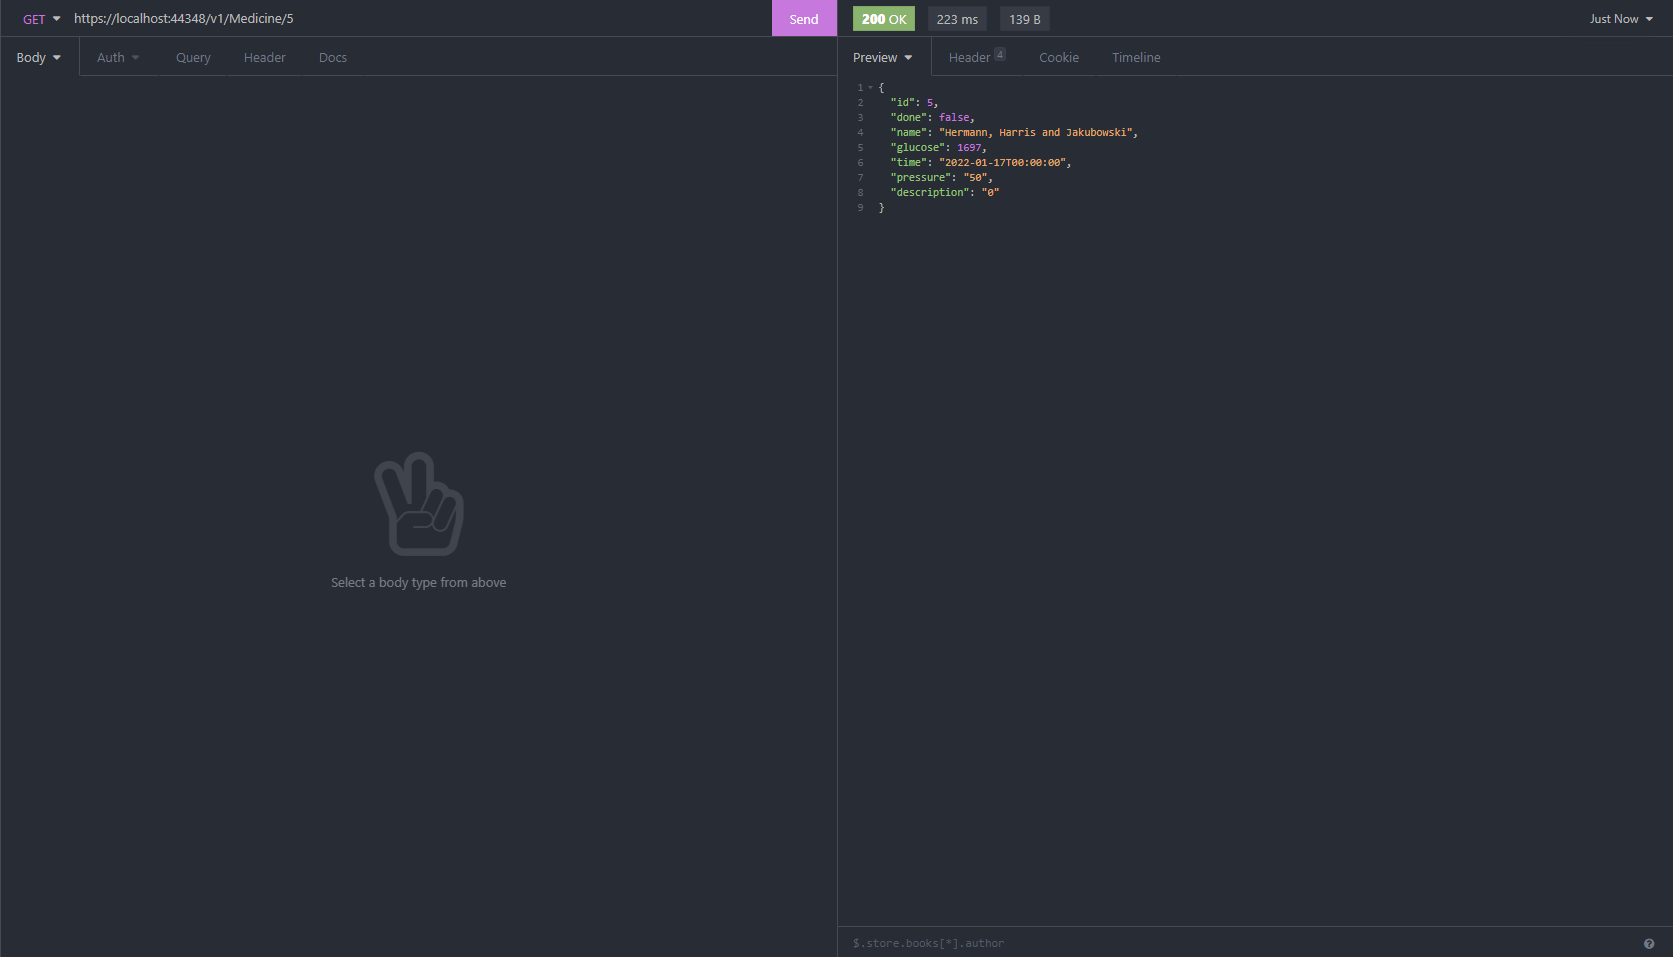 GET https://localhost:44348/v1/Medicine/5 Send
Body Auth Query Header Docs
Select a body type from above
200 OK 223 ms 139 B Just Now
Preview Header 4 Cookie Timeline
1 {
2 "id": 5,
3 "done": false,
4 "name": "Hermann, Harris and Jakubowski",
5 "glucose": 1697,
6 "time": "2022-01-17T00:00:00",
7 "pressure": "50",
8 "description": "0"
9 }
$.store.books[*].author ?